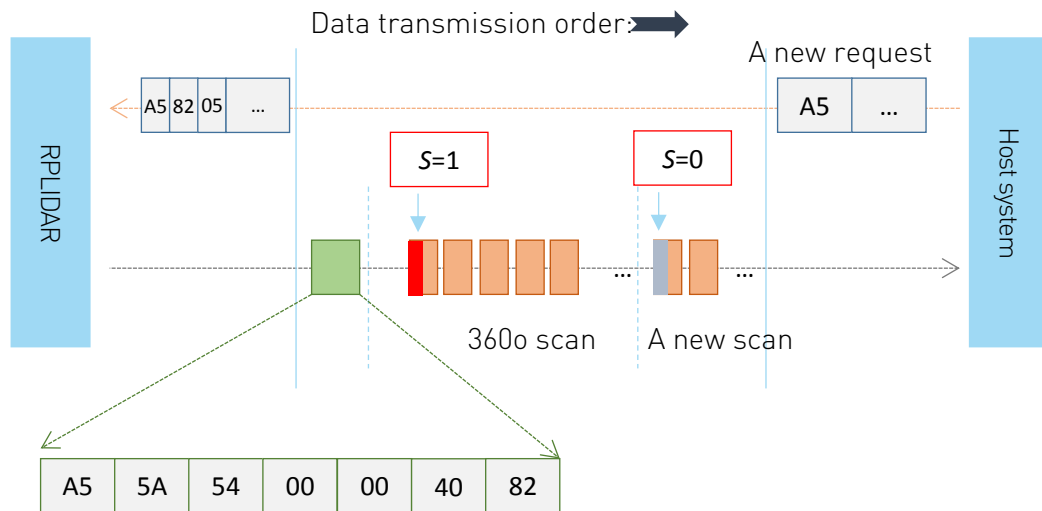 Data transmission order:
A new request
A5 82 05 ...
A5 ...
RPLIDAR
Host system
S=1
S=0
... ...
360o scan
A new scan
A5 5A 54 00 00 40 82